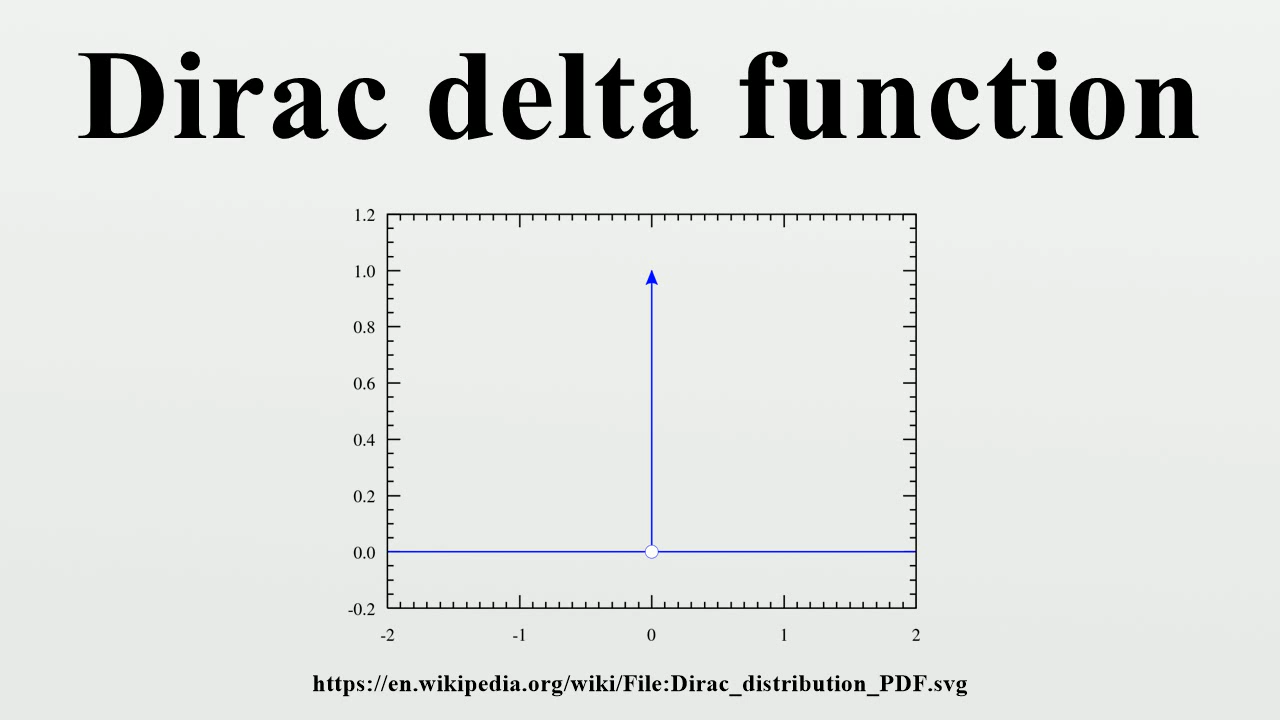 Dirac delta function
1.2
1.0
0.8
0.6
0.4
0.2
0.0
-0.2
-2 -1 0 1 2
https://en.wikipedia.org/wiki/File:Dirac_distribution_PDF.svg